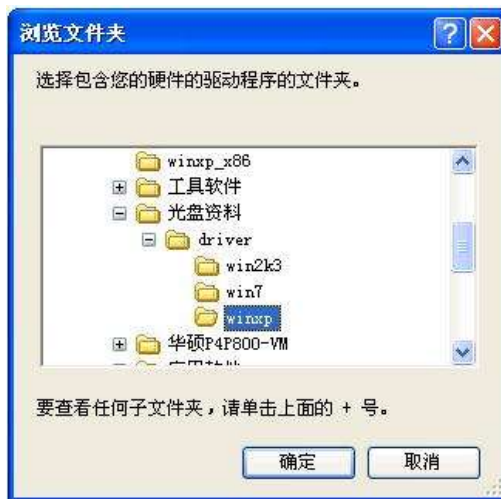 浏览文件夹
选择包含您的硬件的驱动程序的文件夹。
winxp_x86
工具软件
光盘资料
driver
win2k3
win7
winxp
华硕P4P800-VM
要查看任何子文件夹，请单击上面的 + 号。
确定 取消